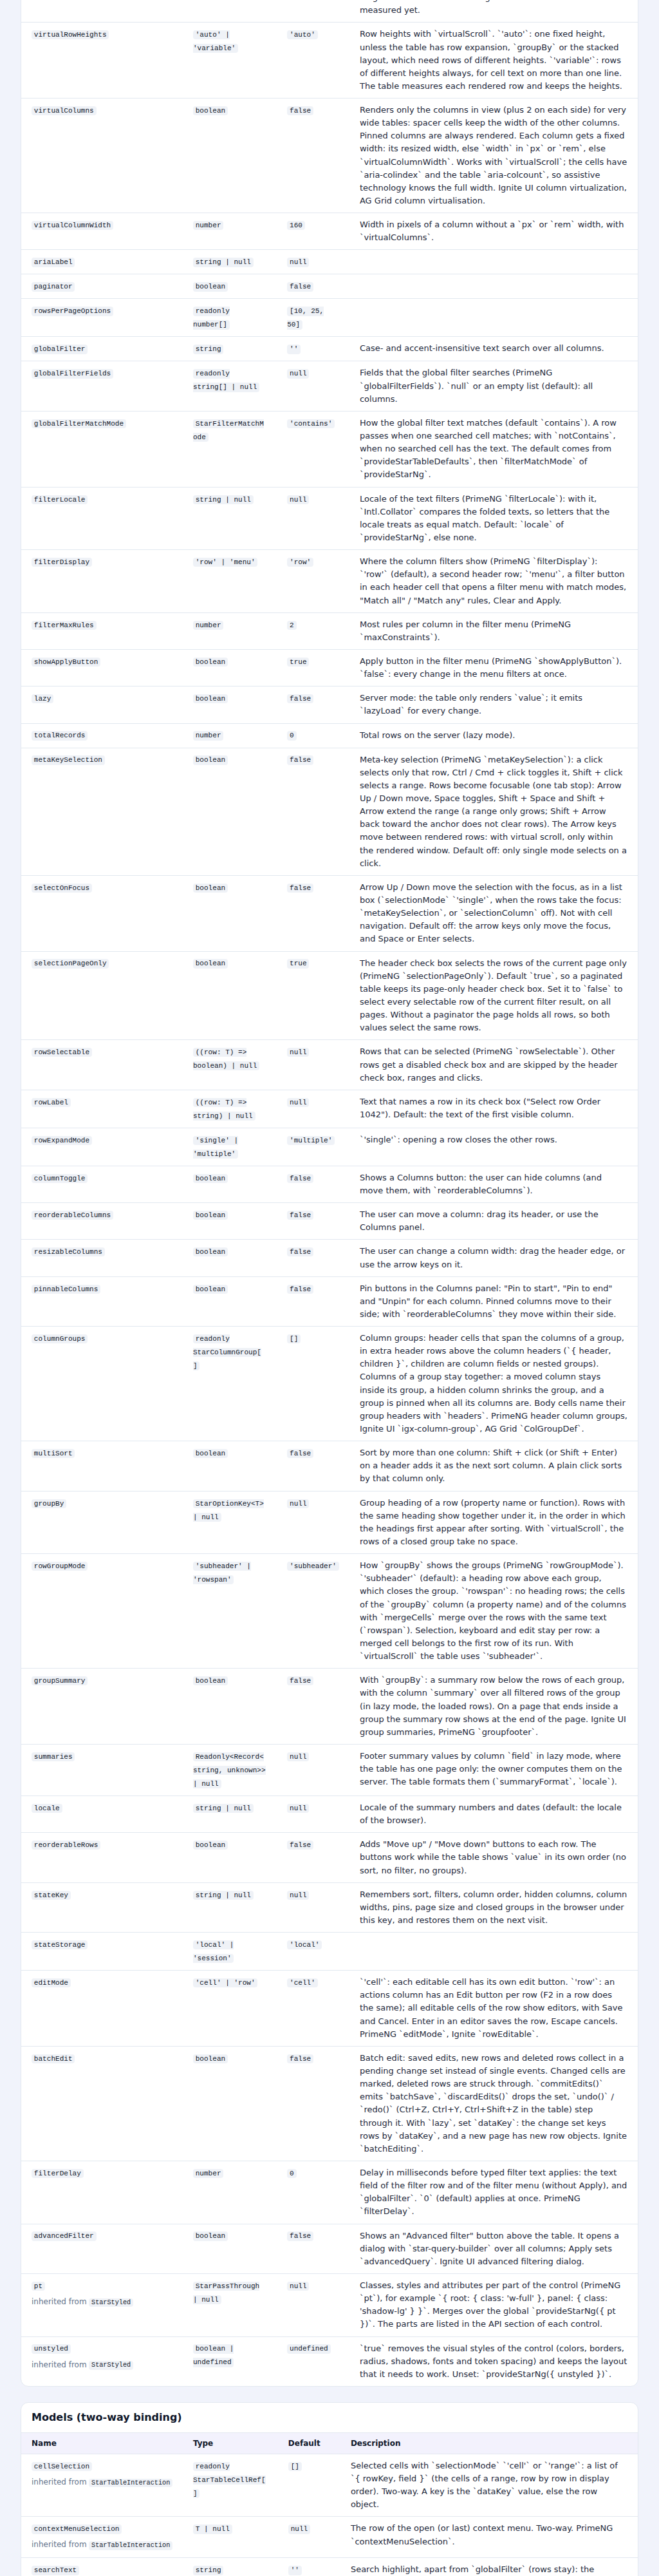 measured yet.
virtualRowHeights 'auto' | 'variable' 'auto' Row heights with `virtualScroll`. `'auto'`: one fixed height, unless the table has row expansion, `groupBy` or the stacked layout, which need rows of different heights. `'variable'`: rows of different heights always, for cell text on more than one line. The table measures each rendered row and keeps the heights.
virtualColumns boolean false Renders only the columns in view (plus 2 on each side) for very wide tables: spacer cells keep the width of the other columns. Pinned columns are always rendered. Each column gets a fixed width: its resized width, else `width` in `px` or `rem`, else `virtualColumnWidth`. Works with `virtualScroll`; the cells have `aria-colindex` and the table `aria-colcount`, so assistive technology knows the full width. Ignite UI column virtualization, AG Grid column virtualisation.
virtualColumnWidth number 160 Width in pixels of a column without a `px` or `rem` width, with `virtualColumns`.
ariaLabel string | null null
paginator boolean false
rowsPerPageOptions readonly number[] [10, 25, 50]
globalFilter string '' Case- and accent-insensitive text search over all columns.
globalFilterFields readonly string[] | null null Fields that the global filter searches (PrimeNG `globalFilterFields`). `null` or an empty list (default): all columns.
globalFilterMatchMode StarFilterMatchMode 'contains' How the global filter text matches (default `contains`). A row passes when one searched cell matches; with `notContains`, when no searched cell has the text. The default comes from `provideStarTableDefaults`, then `filterMatchMode` of `provideStarNg`.
filterLocale string | null null Locale of the text filters (PrimeNG `filterLocale`): with it, `Intl.Collator` compares the folded texts, so letters that the locale treats as equal match. Default: `locale` of `provideStarNg`, else none.
filterDisplay 'row' | 'menu' 'row' Where the column filters show (PrimeNG `filterDisplay`): `'row'` (default), a second header row; `'menu'`, a filter button in each header cell that opens a filter menu with match modes, "Match all" / "Match any" rules, Clear and Apply.
filterMaxRules number 2 Most rules per column in the filter menu (PrimeNG `maxConstraints`).
showApplyButton boolean true Apply button in the filter menu (PrimeNG `showApplyButton`). `false`: every change in the menu filters at once.
lazy boolean false Server mode: the table only renders `value`; it emits `lazyLoad` for every change.
totalRecords number 0 Total rows on the server (lazy mode).
metaKeySelection boolean false Meta-key selection (PrimeNG `metaKeySelection`): a click selects only that row, Ctrl / Cmd + click toggles it, Shift + click selects a range. Rows become focusable (one tab stop): Arrow Up / Down move, Space toggles, Shift + Space and Shift + Arrow extend the range (a range only grows; Shift + Arrow back toward the anchor does not clear rows). The Arrow keys move between rendered rows: with virtual scroll, only within the rendered window. Default off: only single mode selects on a click.
selectOnFocus boolean false Arrow Up / Down move the selection with the focus, as in a list box (`selectionMode` `'single'`, when the rows take the focus: `metaKeySelection`, or `selectionColumn` off). Not with cell navigation. Default off: the arrow keys only move the focus, and Space or Enter selects.
selectionPageOnly boolean true The header check box selects the rows of the current page only (PrimeNG `selectionPageOnly`). Default `true`, so a paginated table keeps its page-only header check box. Set it to `false` to select every selectable row of the current filter result, on all pages. Without a paginator the page holds all rows, so both values select the same rows.
rowSelectable ((row: T) => boolean) | null null Rows that can be selected (PrimeNG `rowSelectable`). Other rows get a disabled check box and are skipped by the header check box, ranges and clicks.
rowLabel ((row: T) => string) | null null Text that names a row in its check box ("Select row Order 1042"). Default: the text of the first visible column.
rowExpandMode 'single' | 'multiple' 'multiple' `'single'`: opening a row closes the other rows.
columnToggle boolean false Shows a Columns button: the user can hide columns (and move them, with `reorderableColumns`).
reorderableColumns boolean false The user can move a column: drag its header, or use the Columns panel.
resizableColumns boolean false The user can change a column width: drag the header edge, or use the arrow keys on it.
pinnableColumns boolean false Pin buttons in the Columns panel: "Pin to start", "Pin to end" and "Unpin" for each column. Pinned columns move to their side; with `reorderableColumns` they move within their side.
columnGroups readonly StarColumnGroup[] [] Column groups: header cells that span the columns of a group, in extra header rows above the column headers (`{ header, children }`, children are column fields or nested groups). Columns of a group stay together: a moved column stays inside its group, a hidden column shrinks the group, and a group is pinned when all its columns are. Body cells name their group headers with `headers`. PrimeNG header column groups, Ignite UI `igx-column-group`, AG Grid `ColGroupDef`.
multiSort boolean false Sort by more than one column: Shift + click (or Shift + Enter) on a header adds it as the next sort column. A plain click sorts by that column only.
groupBy StarOptionKey<T> | null null Group heading of a row (property name or function). Rows with the same heading show together under it, in the order in which the headings first appear after sorting. With `virtualScroll`, the rows of a closed group take no space.
rowGroupMode 'subheader' | 'rowspan' 'subheader' How `groupBy` shows the groups (PrimeNG `rowGroupMode`). `'subheader'` (default): a heading row above each group, which closes the group. `'rowspan'`: no heading rows; the cells of the `groupBy` column (a property name) and of the columns with `mergeCells` merge over the rows with the same text (`rowspan`). Selection, keyboard and edit stay per row: a merged cell belongs to the first row of its run. With `virtualScroll` the table uses `'subheader'`.
groupSummary boolean false With `groupBy`: a summary row below the rows of each group, with the column `summary` over all filtered rows of the group (in lazy mode, the loaded rows). On a page that ends inside a group the summary row shows at the end of the page. Ignite UI group summaries, PrimeNG `groupfooter`.
summaries Readonly<Record<string, unknown>> | null null Footer summary values by column `field` in lazy mode, where the table has one page only: the owner computes them on the server. The table formats them (`summaryFormat`, `locale`).
locale string | null null Locale of the summary numbers and dates (default: the locale of the browser).
reorderableRows boolean false Adds "Move up" / "Move down" buttons to each row. The buttons work while the table shows `value` in its own order (no sort, no filter, no groups).
stateKey string | null null Remembers sort, filters, column order, hidden columns, column widths, pins, page size and closed groups in the browser under this key, and restores them on the next visit.
stateStorage 'local' | 'session' 'local'
editMode 'cell' | 'row' 'cell' `'cell'`: each editable cell has its own edit button. `'row'`: an actions column has an Edit button per row (F2 in a row does the same); all editable cells of the row show editors, with Save and Cancel. Enter in an editor saves the row, Escape cancels. PrimeNG `editMode`, Ignite `rowEditable`.
batchEdit boolean false Batch edit: saved edits, new rows and deleted rows collect in a pending change set instead of single events. Changed cells are marked, deleted rows are struck through. `commitEdits()` emits `batchSave`, `discardEdits()` drops the set, `undo()` / `redo()` (Ctrl+Z, Ctrl+Y, Ctrl+Shift+Z in the table) step through it. With `lazy`, set `dataKey`: the change set keys rows by `dataKey`, and a new page has new row objects. Ignite `batchEditing`.
filterDelay number 0 Delay in milliseconds before typed filter text applies: the text field of the filter row and of the filter menu (without Apply), and `globalFilter`. `0` (default) applies at once. PrimeNG `filterDelay`.
advancedFilter boolean false Shows an "Advanced filter" button above the table. It opens a dialog with `star-query-builder` over all columns; Apply sets `advancedQuery`. Ignite UI advanced filtering dialog.
pt inherited from StarStyled StarPassThrough | null null Classes, styles and attributes per part of the control (PrimeNG `pt`), for example `{ root: { class: 'w-full' }, panel: { class: 'shadow-lg' } }`. Merges over the global `provideStarNg({ pt })`. The parts are listed in the API section of each control.
unstyled inherited from StarStyled boolean | undefined undefined `true` removes the visual styles of the control (colors, borders, radius, shadows, fonts and token spacing) and keeps the layout that it needs to work. Unset: `provideStarNg({ unstyled })`.
Models (two-way binding)
Name Type Default Description
cellSelection inherited from StarTableInteraction readonly StarTableCellRef[] [] Selected cells with `selectionMode` `'cell'` or `'range'`: a list of `{ rowKey, field }` (the cells of a range, row by row in display order). Two-way. A key is the `dataKey` value, else the row object.
contextMenuSelection inherited from StarTableInteraction T | null null The row of the open (or last) context menu. Two-way. PrimeNG `contextMenuSelection`.
searchText string '' Search highlight, apart from `globalFilter` (rows stay): the